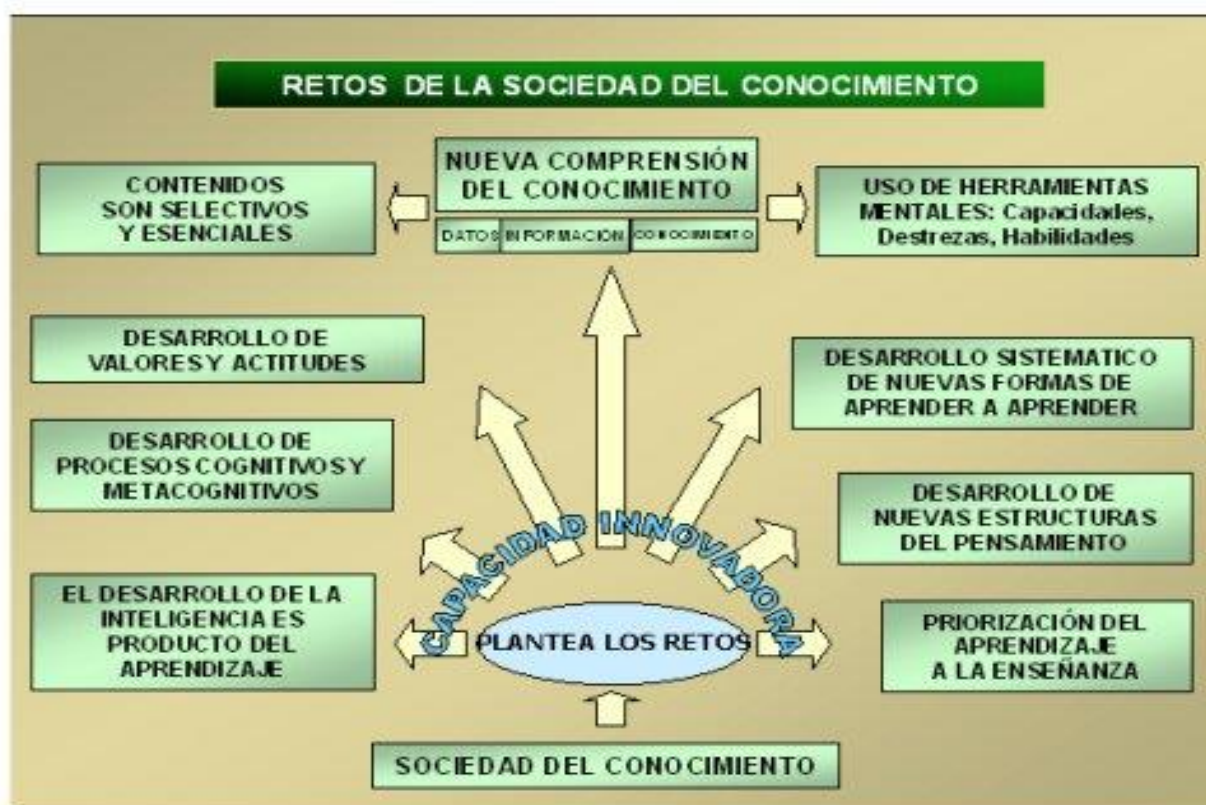 RETOS DE LA SOCIEDAD DEL CONOCIMIENTO
NUEVA COMPRENSIÓN
DEL CONOCIMIENTO
DATOS INFORMACIÓN CONOCIMIENTO
CONTENIDOS
SON SELECTIVOS
Y ESENCIALES
USO DE HERRAMIENTAS
MENTALES: Capacidades,
Destrezas, Habilidades
DESARROLLO DE
VALORES Y ACTITUDES
DESARROLLO SISTEMATICO
DE NUEVAS FORMAS DE
APRENDER A APRENDER
DESARROLLO DE
PROCESOS COGNITIVOS Y
METACOGNITIVOS
DESARROLLO DE
NUEVAS ESTRUCTURAS
DEL PENSAMIENTO
CAPACIDAD INNOVADORA
EL DESARROLLO DE LA
INTELIGENCIA ES
PRODUCTO DEL
APRENDIZAJE
PLANTEA LOS RETOS
PRIORIZACIÓN DEL
APRENDIZAJE
A LA ENSEÑANZA
SOCIEDAD DEL CONOCIMIENTO